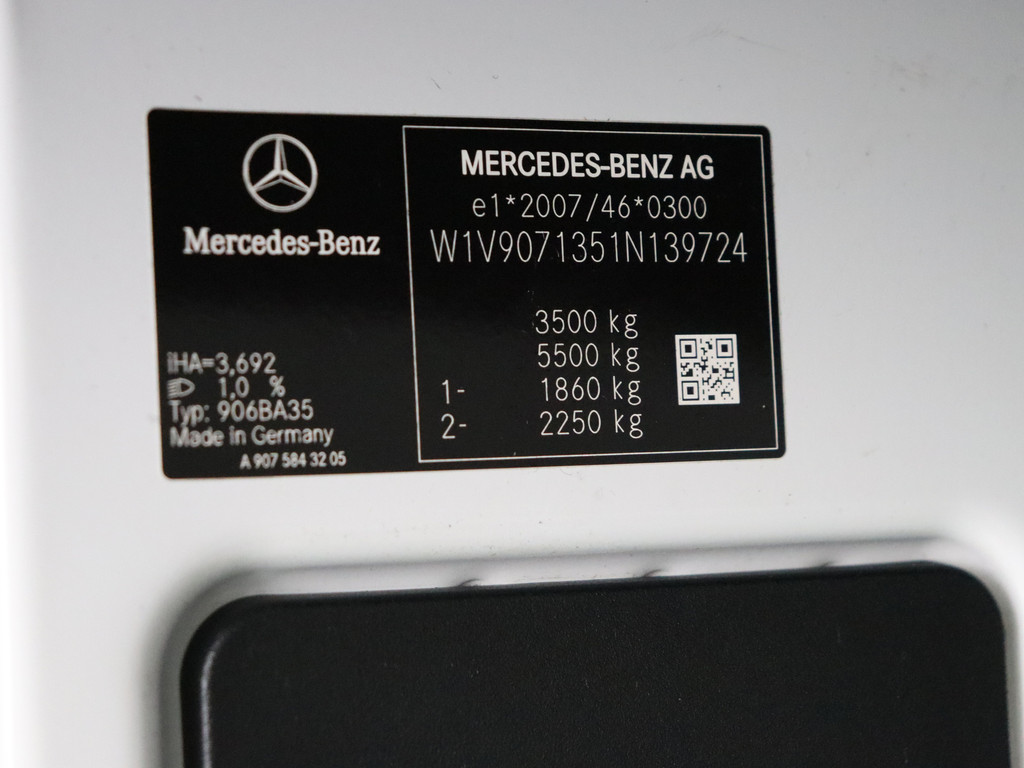 Mercedes-Benz
iHA=3,692
1,0 %
Typ: 906BA35
Made in Germany
A 907 584 32 05
MERCEDES-BENZ AG
e1*2007/46*0300
W1V9071351N139724
3500 kg
5500 kg
1- 1860 kg
2- 2250 kg